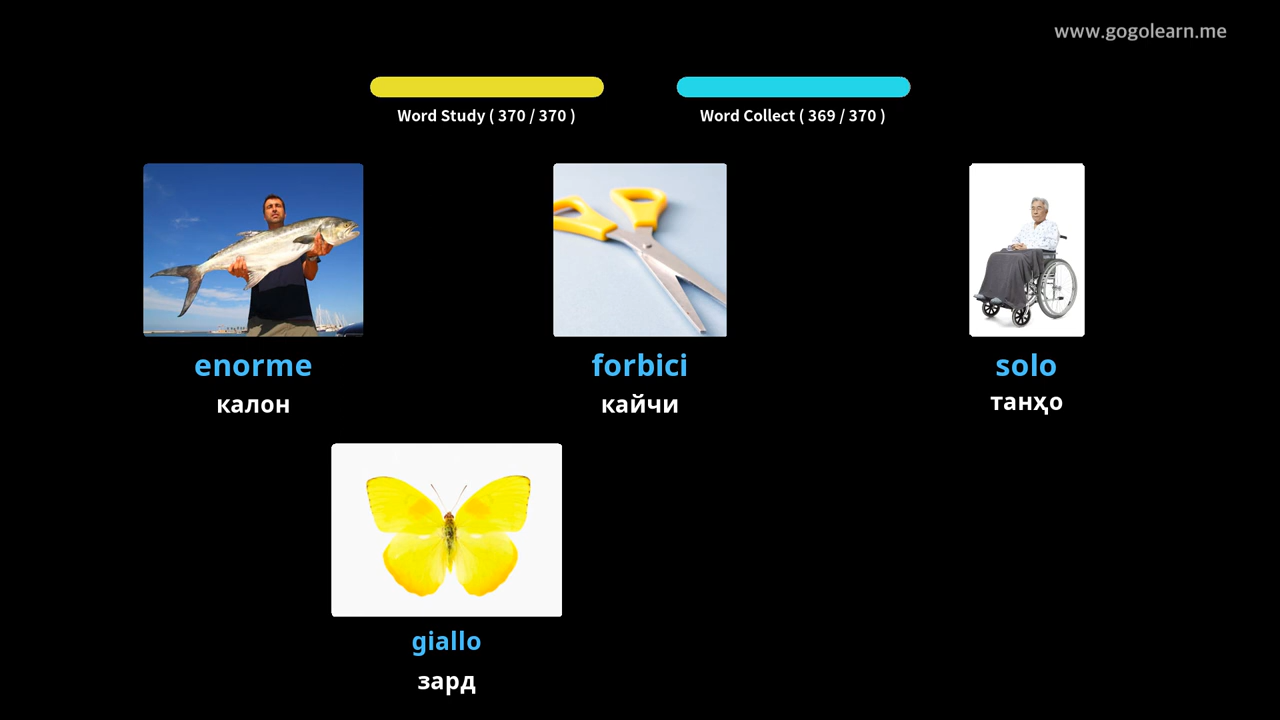 www.gogolearn.me
Word Study ( 370 / 370 )
Word Collect ( 369 / 370 )
enorme
forbici
solo
калон
кайчи
танҳо
giallo
зард